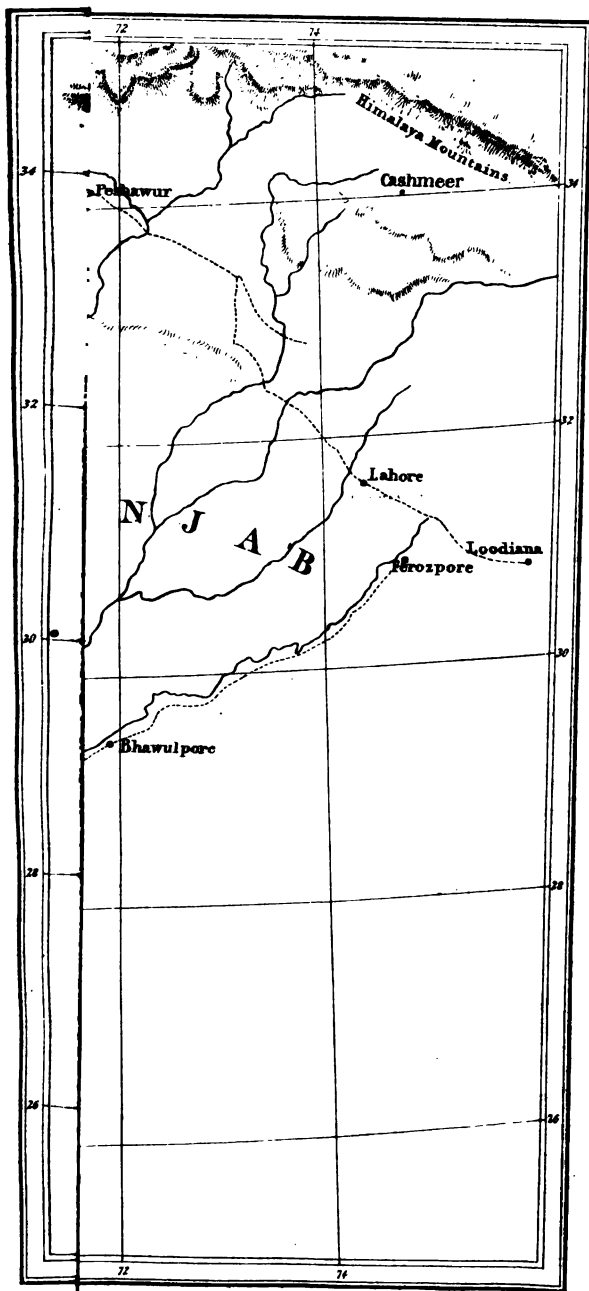 72 74
Himalaya Mountains
34 34
Peshawur
Cashmeer
32 32
Lahore
N J A B
Loodiana
Ferozpore
30 30
Bhawulpore
28 28
26 26
72 74